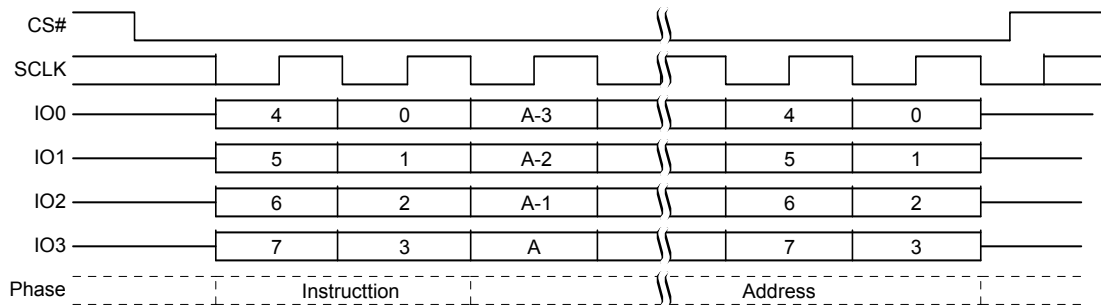 CS#
SCLK
IO0 4 0 A-3 4 0
IO1 5 1 A-2 5 1
IO2 6 2 A-1 6 2
IO3 7 3 A 7 3
Phase Instructtion Address